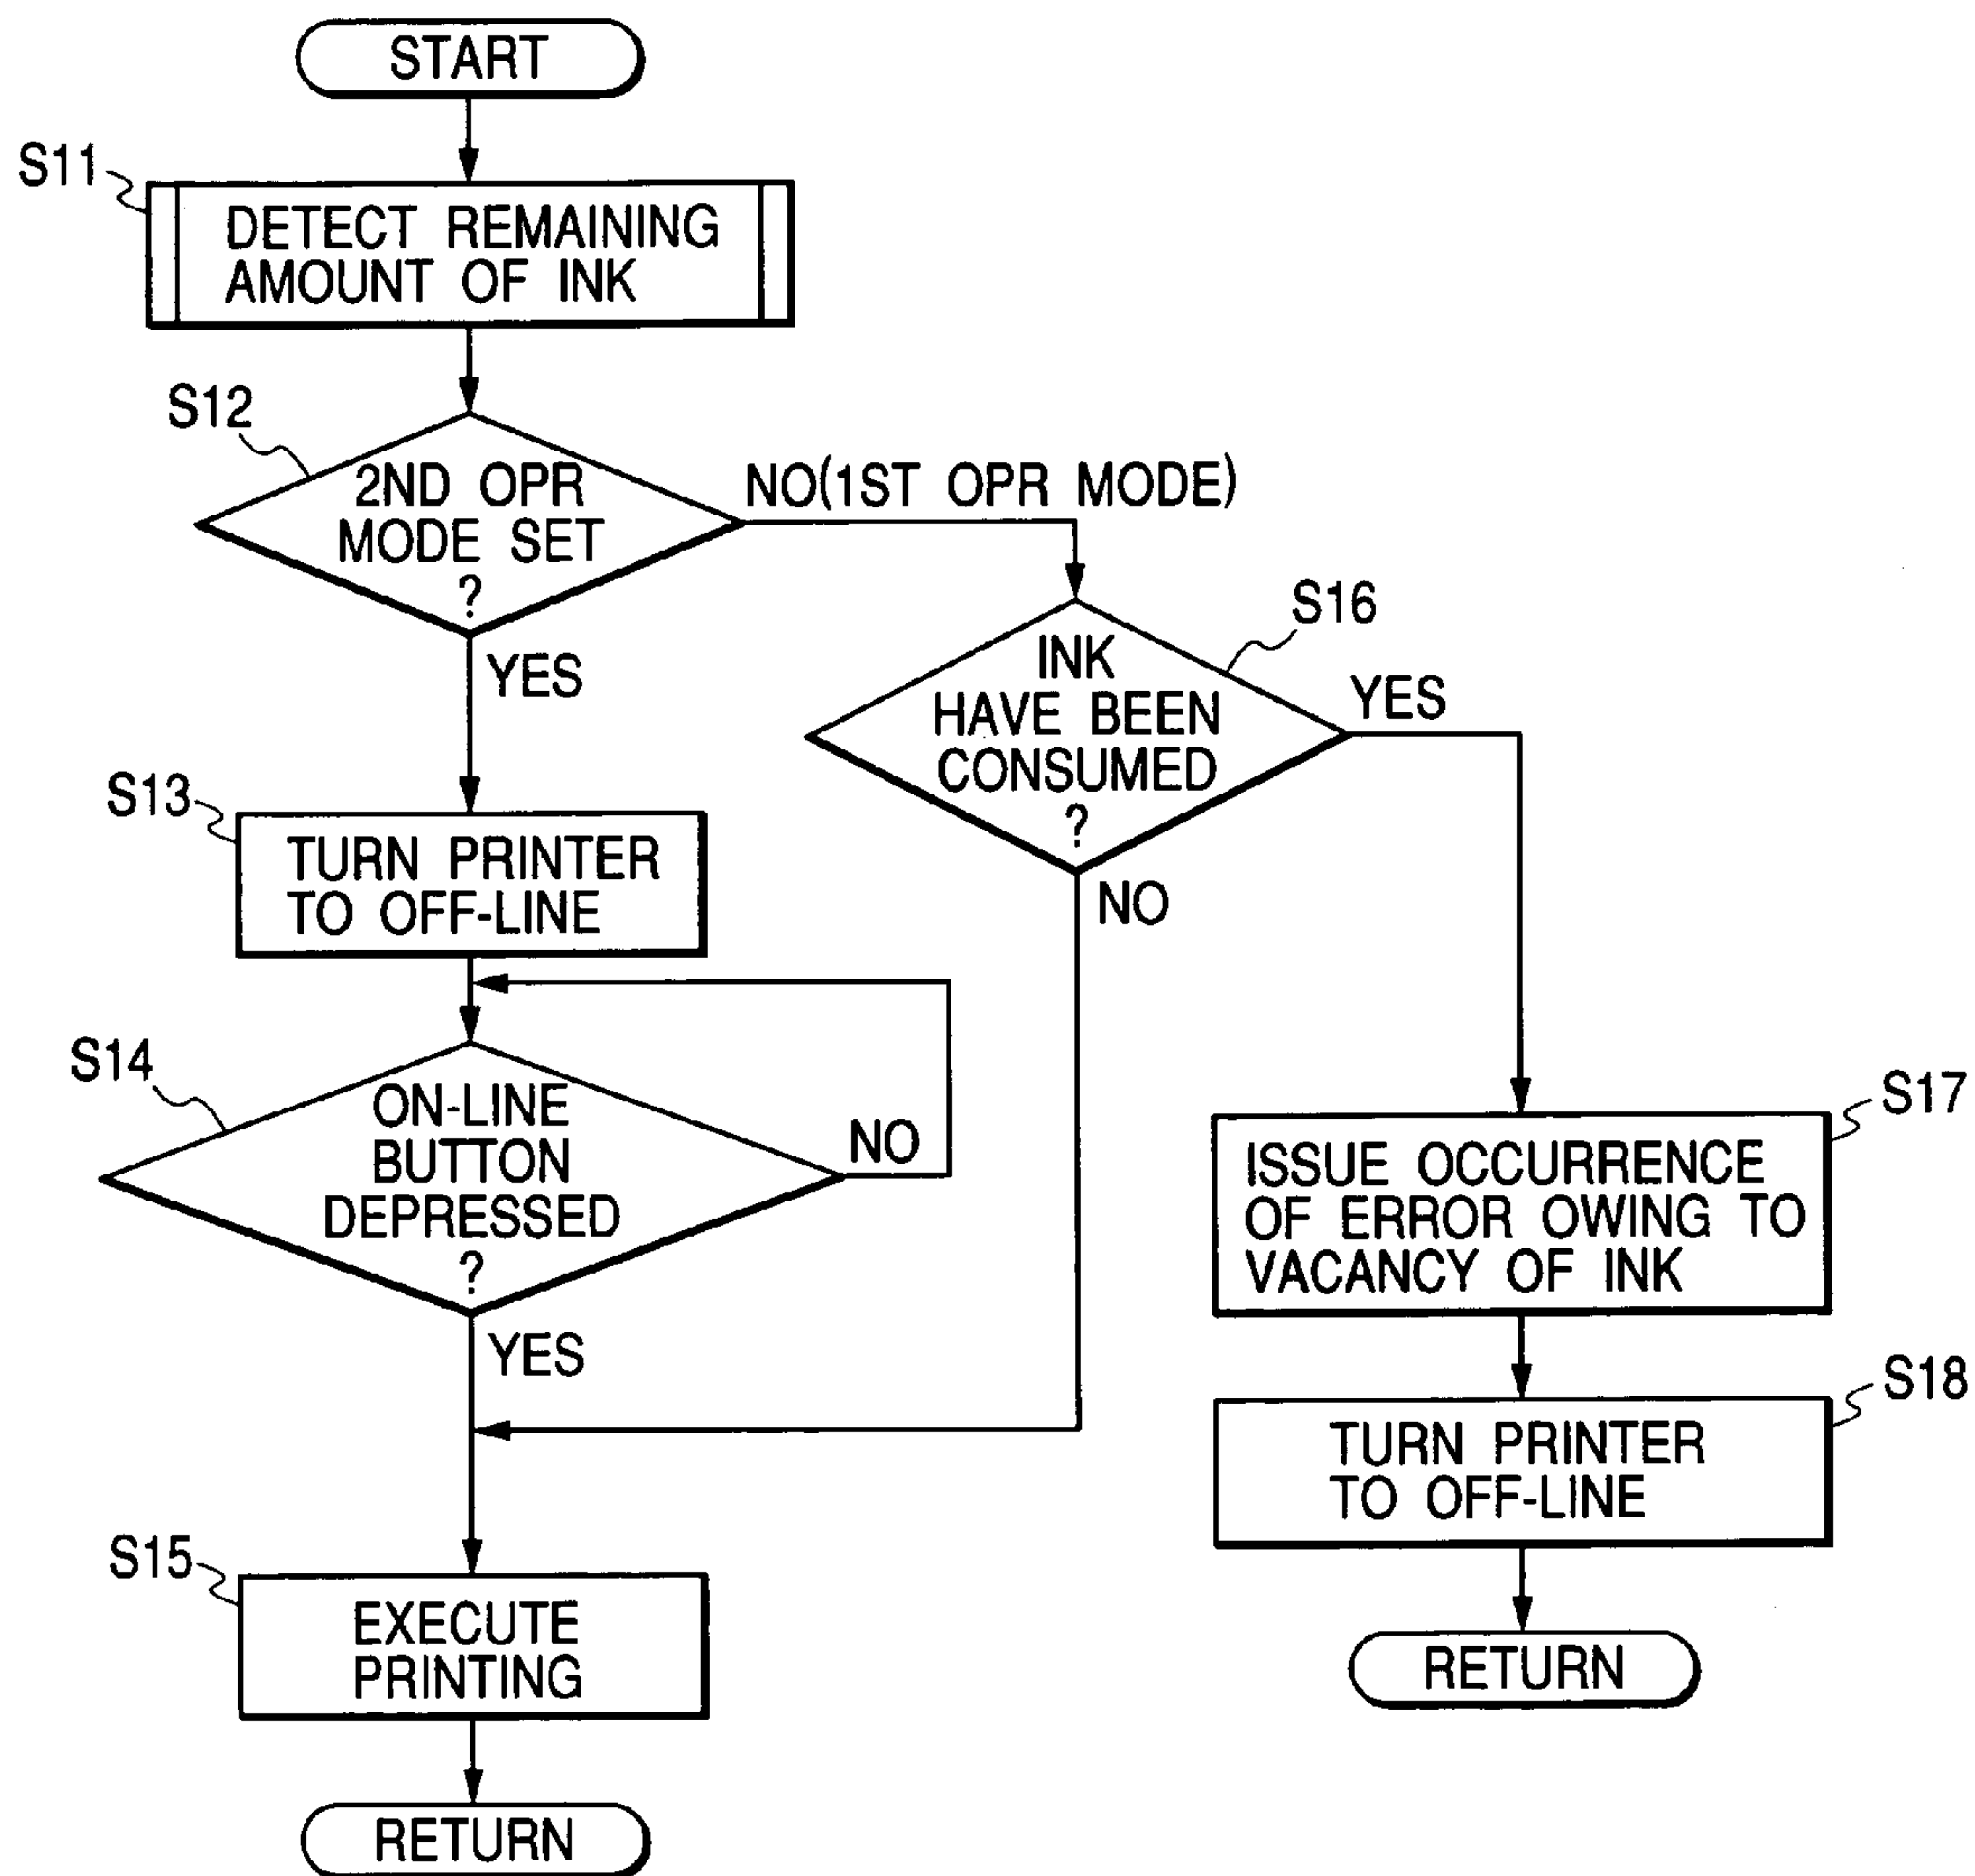 START
S11
DETECT REMAINING
AMOUNT OF INK
S12
2ND OPR
MODE SET
?
NO(1ST OPR MODE)
YES
S16
INK
HAVE BEEN
CONSUMED
?
YES
NO
S13
TURN PRINTER
TO OFF-LINE
S14
ON-LINE
BUTTON
DEPRESSED
?
NO
YES
S17
ISSUE OCCURRENCE
OF ERROR OWING TO
VACANCY OF INK
S18
TURN PRINTER
TO OFF-LINE
RETURN
S15
EXECUTE
PRINTING
RETURN